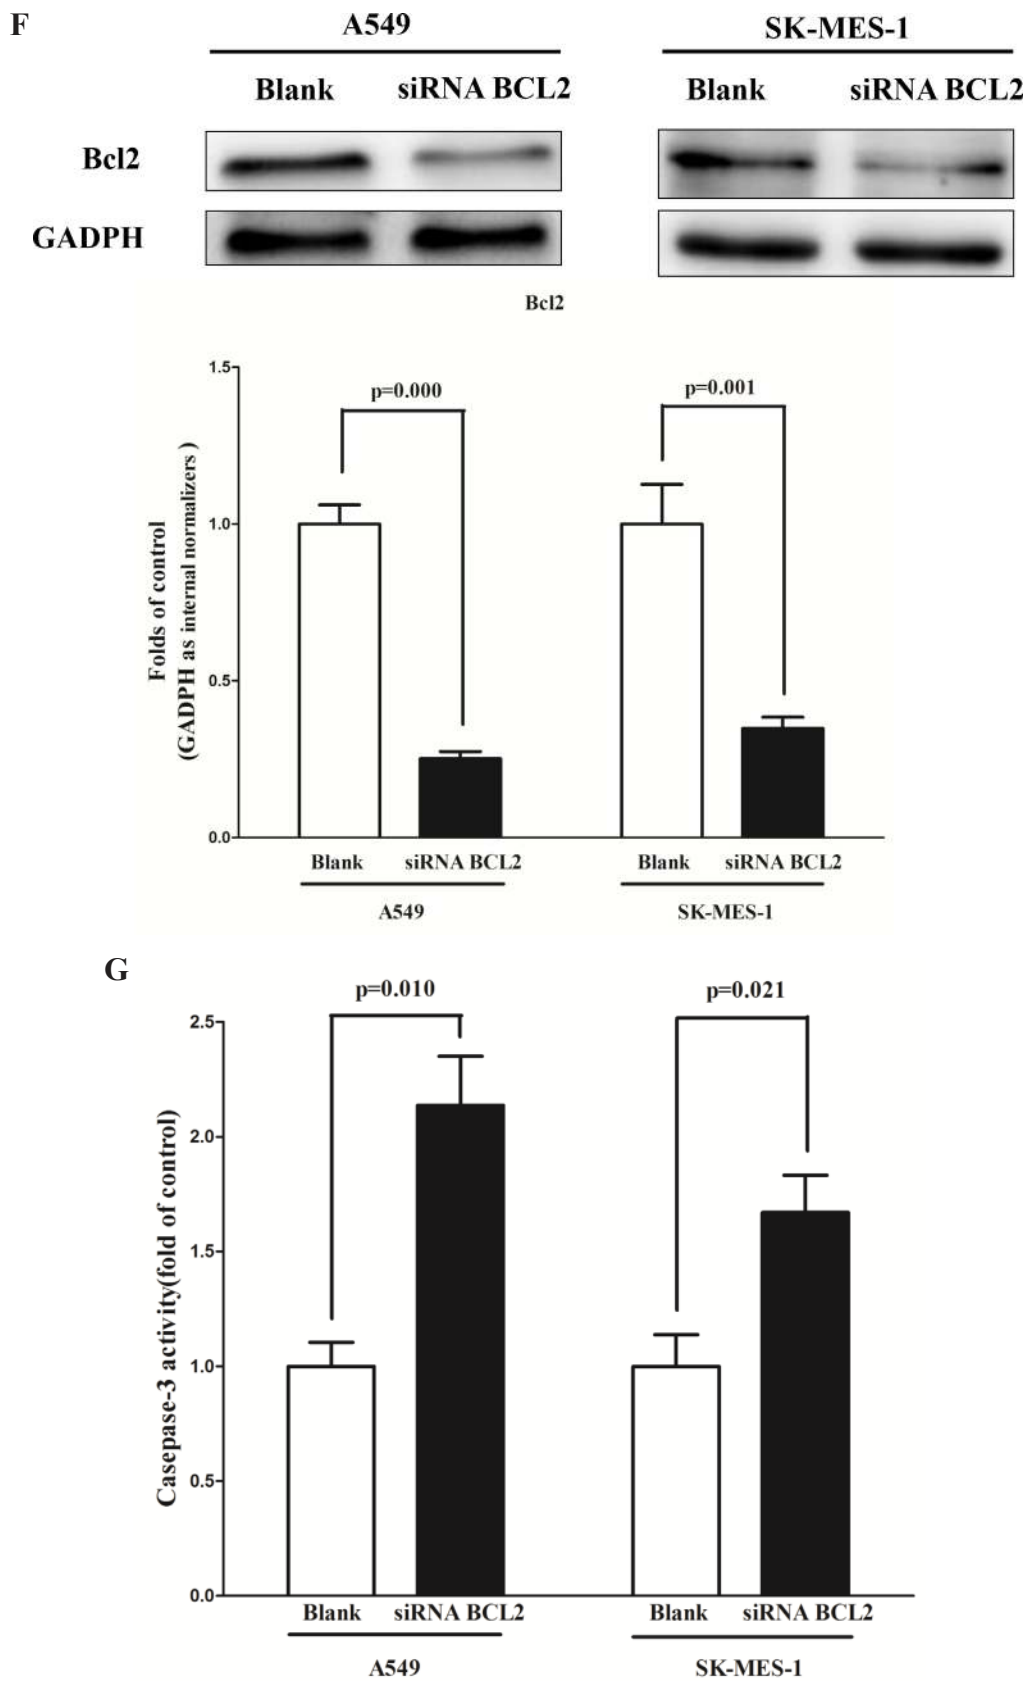 F
A549
SK-MES-1
Blank
siRNA BCL2
Blank
siRNA BCL2
Bcl2
GADPH
Bcl2
Folds of control
(GADPH as internal normalizers )
1.5
1.0
0.5
0.0
p=0.000
p=0.001
Blank
siRNA BCL2
Blank
siRNA BCL2
A549
SK-MES-1
G
Casepase-3 activity(fold of control)
2.5
2.0
1.5
1.0
0.5
0.0
p=0.010
p=0.021
Blank
siRNA BCL2
Blank
siRNA BCL2
A549
SK-MES-1